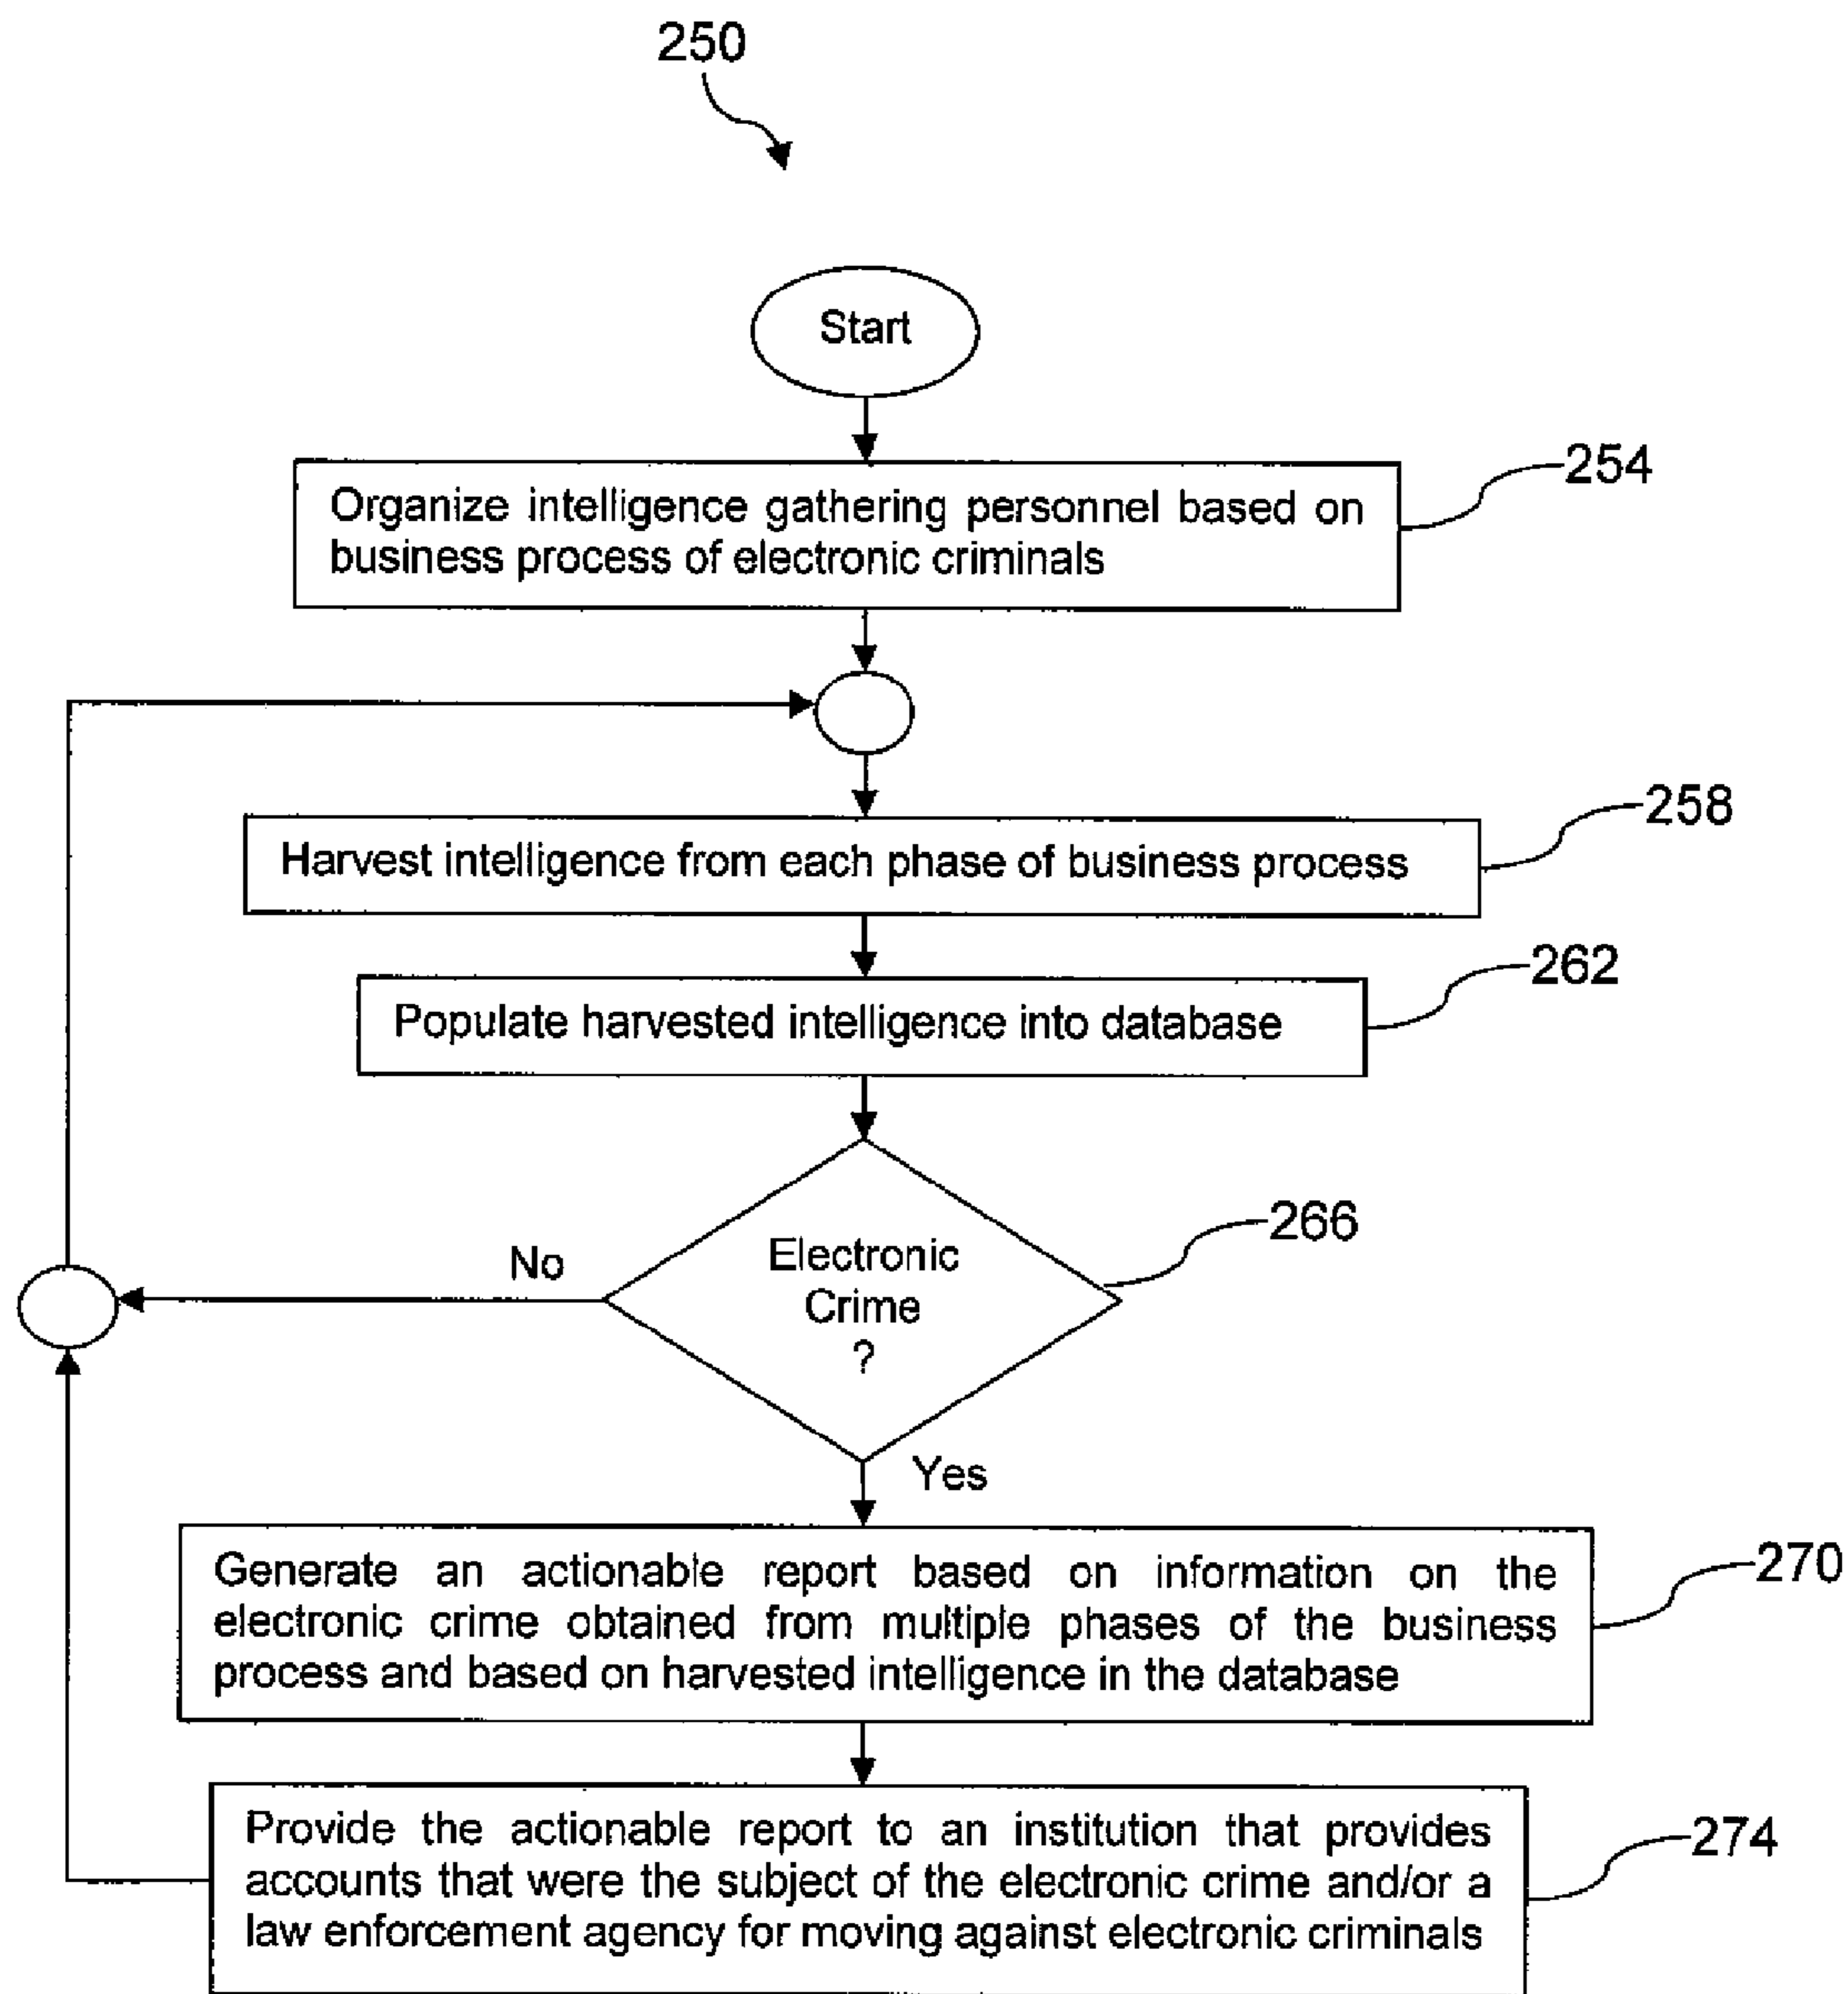 250
Start
254
Organize intelligence gathering personnel based on
business process of electronic criminals
258
Harvest intelligence from each phase of business process
262
Populate harvested intelligence into database
266
No
Electronic
Crime
?
Yes
270
Generate an actionable report based on information on the
electronic crime obtained from multiple phases of the business
process and based on harvested intelligence in the database
274
Provide the actionable report to an institution that provides
accounts that were the subject of the electronic crime and/or a
law enforcement agency for moving against electronic criminals